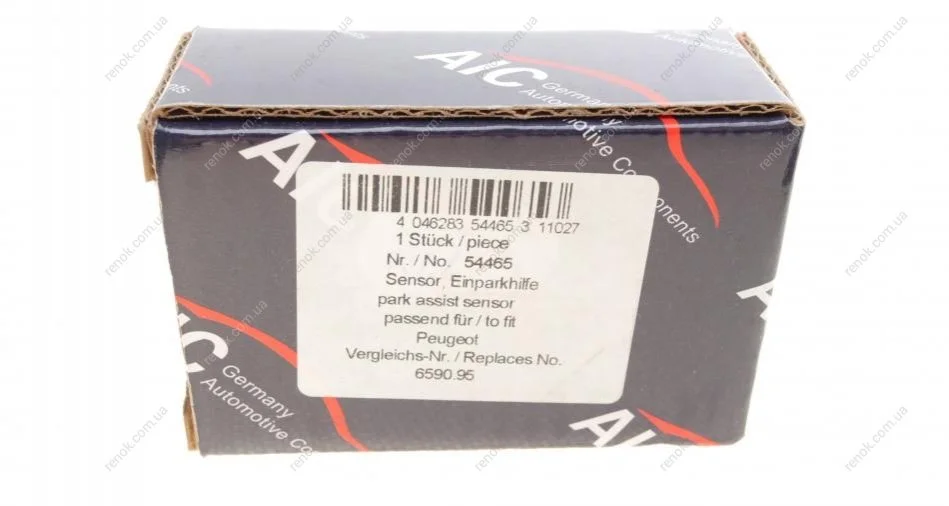 AIC
Germany
Automotive Components
AIC
4 046283 54465 3 11027
1 Stück / piece
Nr. / No. 54465
Sensor, Einparkhilfe
park assist sensor
passend für / to fit
Peugeot
Vergleichs-Nr. / Replaces No.
6590.95
Germany
Automotive Co
AIC
renok.com.ua